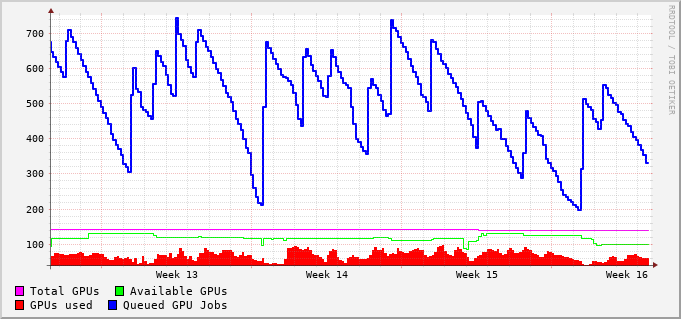 700
600
500
400
300
200
100
Week 13 Week 14 Week 15 Week 16
Total GPUs Available GPUs
GPUs used Queued GPU Jobs
RRDTOOL / TOBI OETIKER